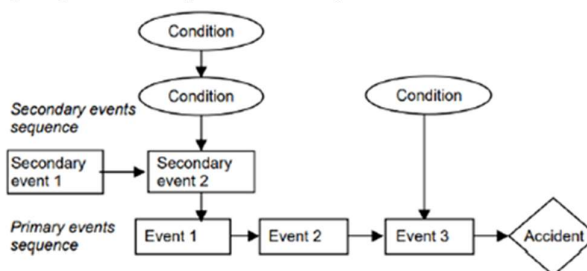 Condition
Condition
Condition
Secondary events
sequence
Secondary
event 1
Secondary
event 2
Primary events
sequence
Event 1
Event 2
Event 3
Accident